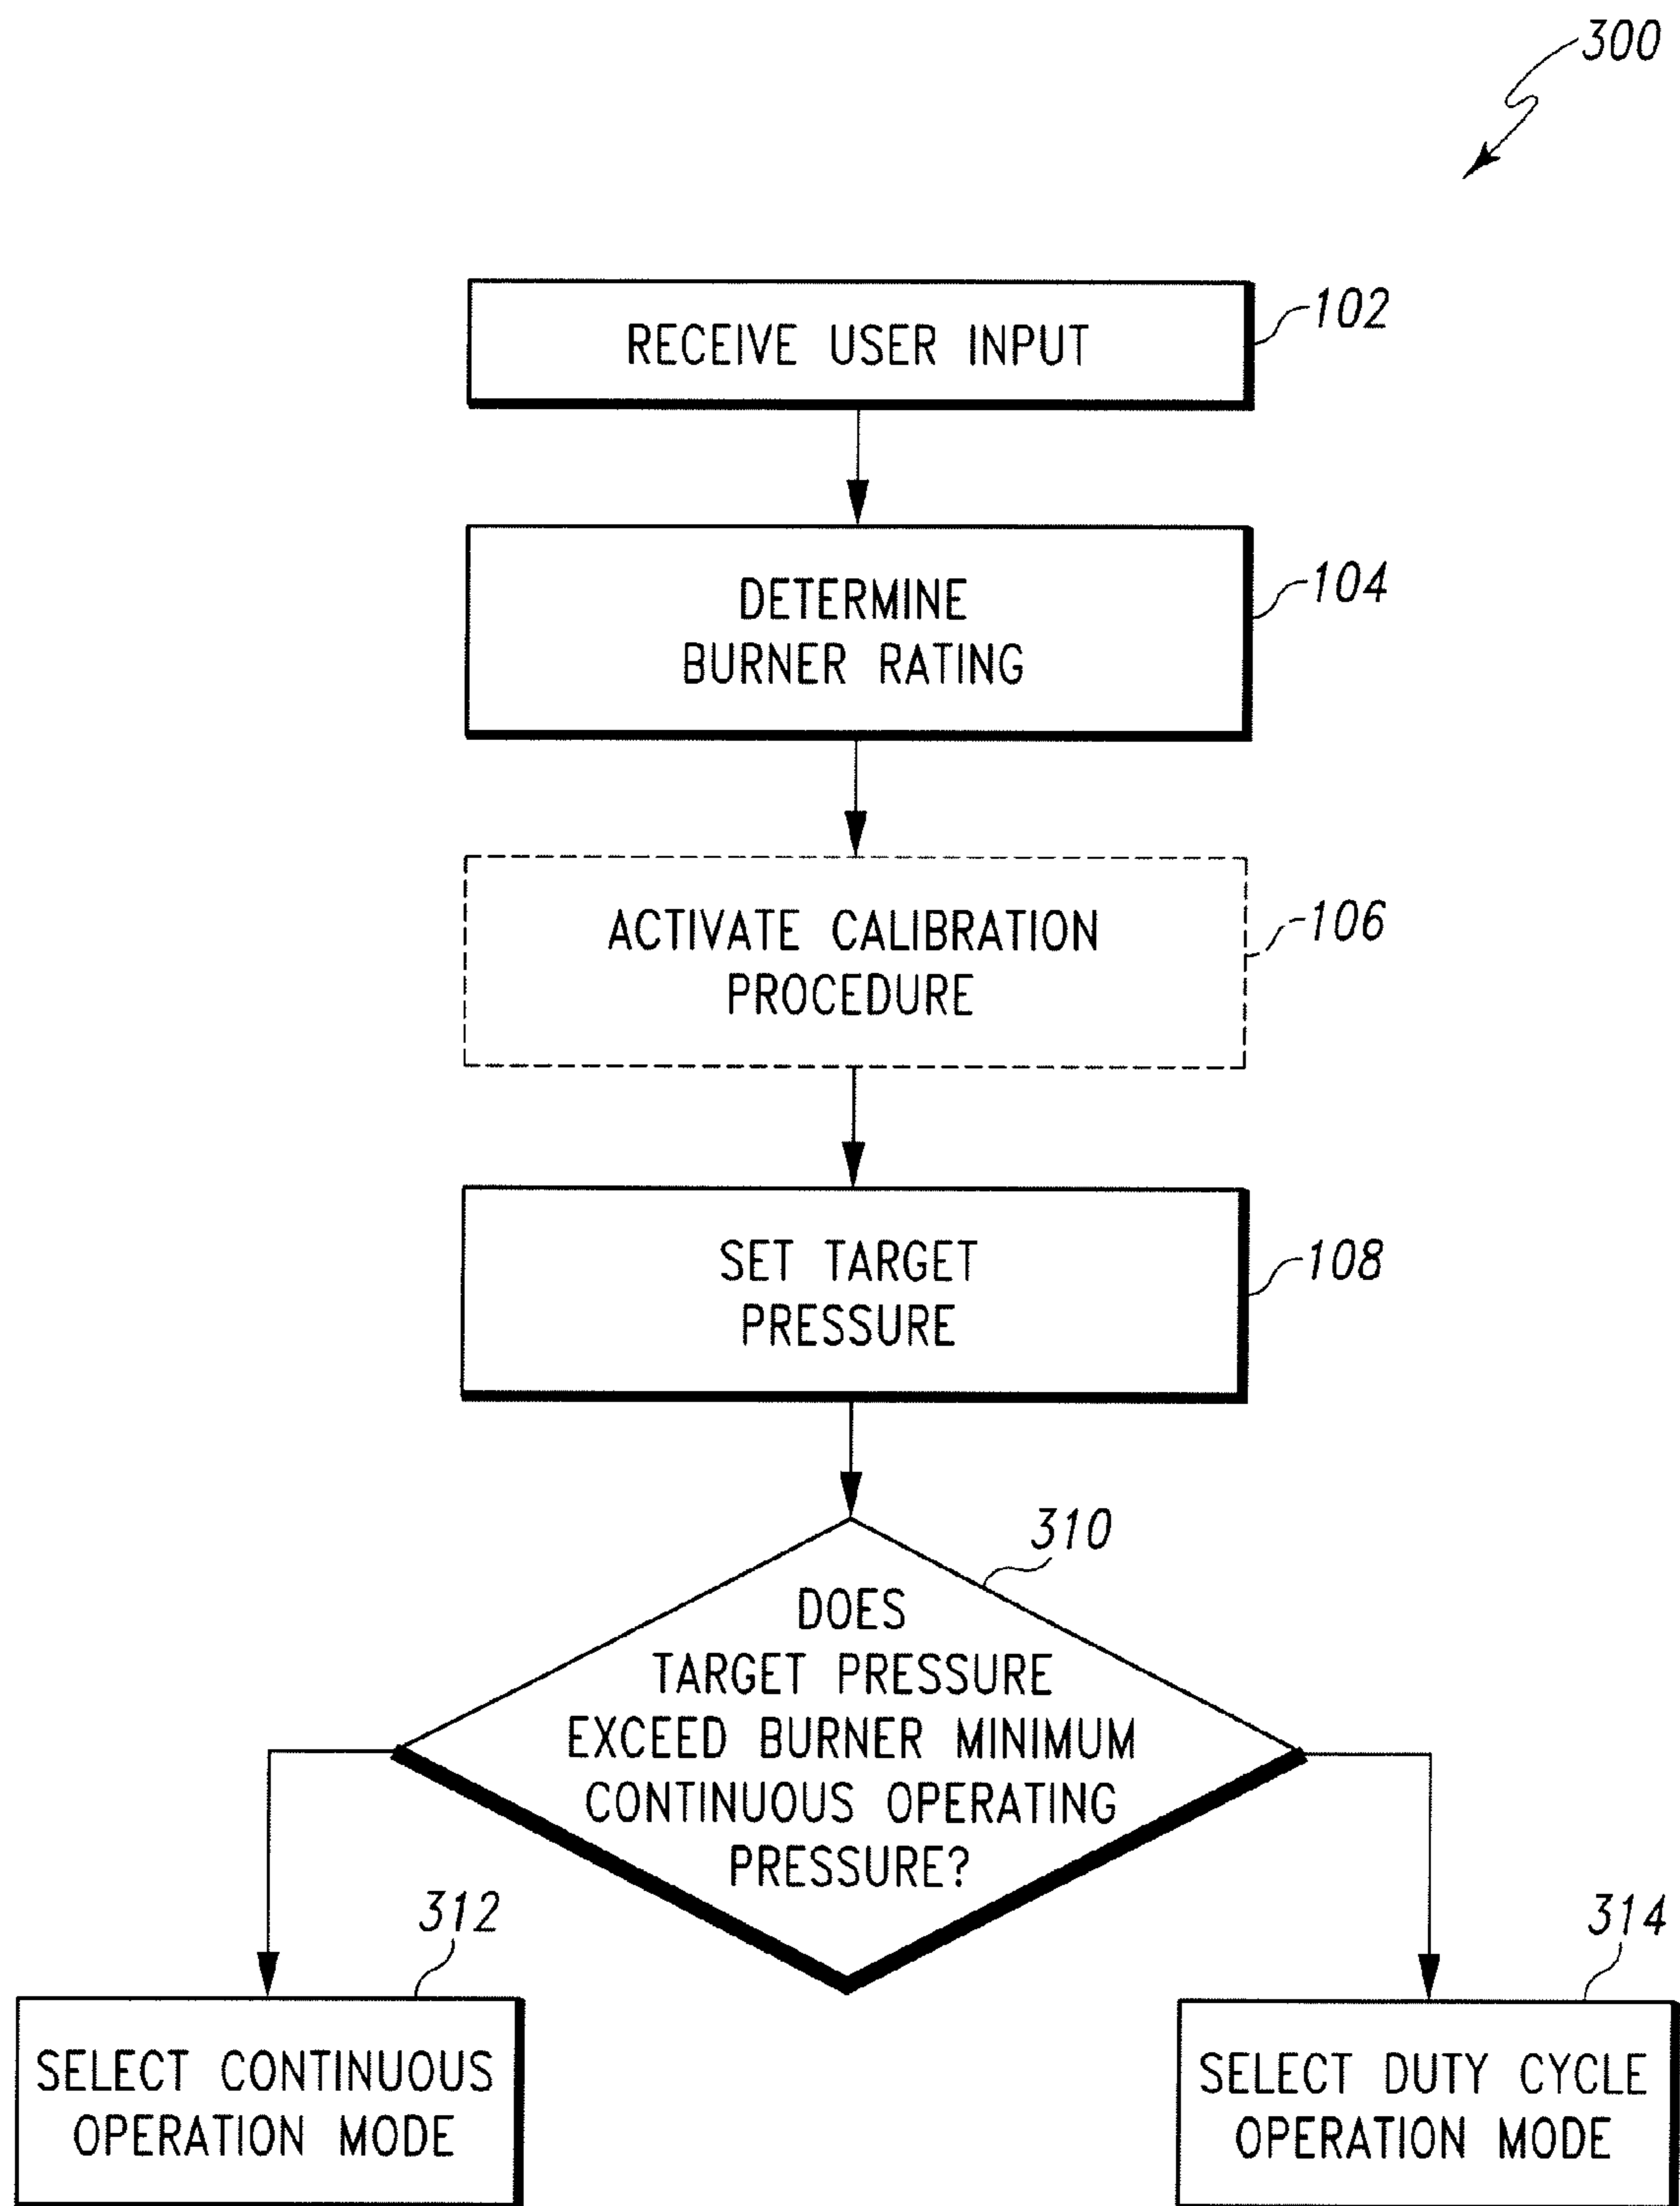 300
RECEIVE USER INPUT
102
DETERMINE
BURNER RATING
104
ACTIVATE CALIBRATION
PROCEDURE
106
SET TARGET
PRESSURE
108
310
DOES
TARGET PRESSURE
EXCEED BURNER MINIMUM
CONTINUOUS OPERATING
PRESSURE?
312
SELECT CONTINUOUS
OPERATION MODE
314
SELECT DUTY CYCLE
OPERATION MODE